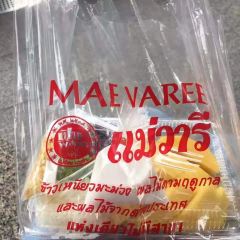 MAE VAREE
แม่วารี
ข้าวเหนียวมะม่วง ผลไม้ตามฤดูกาล
และผลไม้จากต่างประเทศ
แห่งเดียวไม่มีสาขา